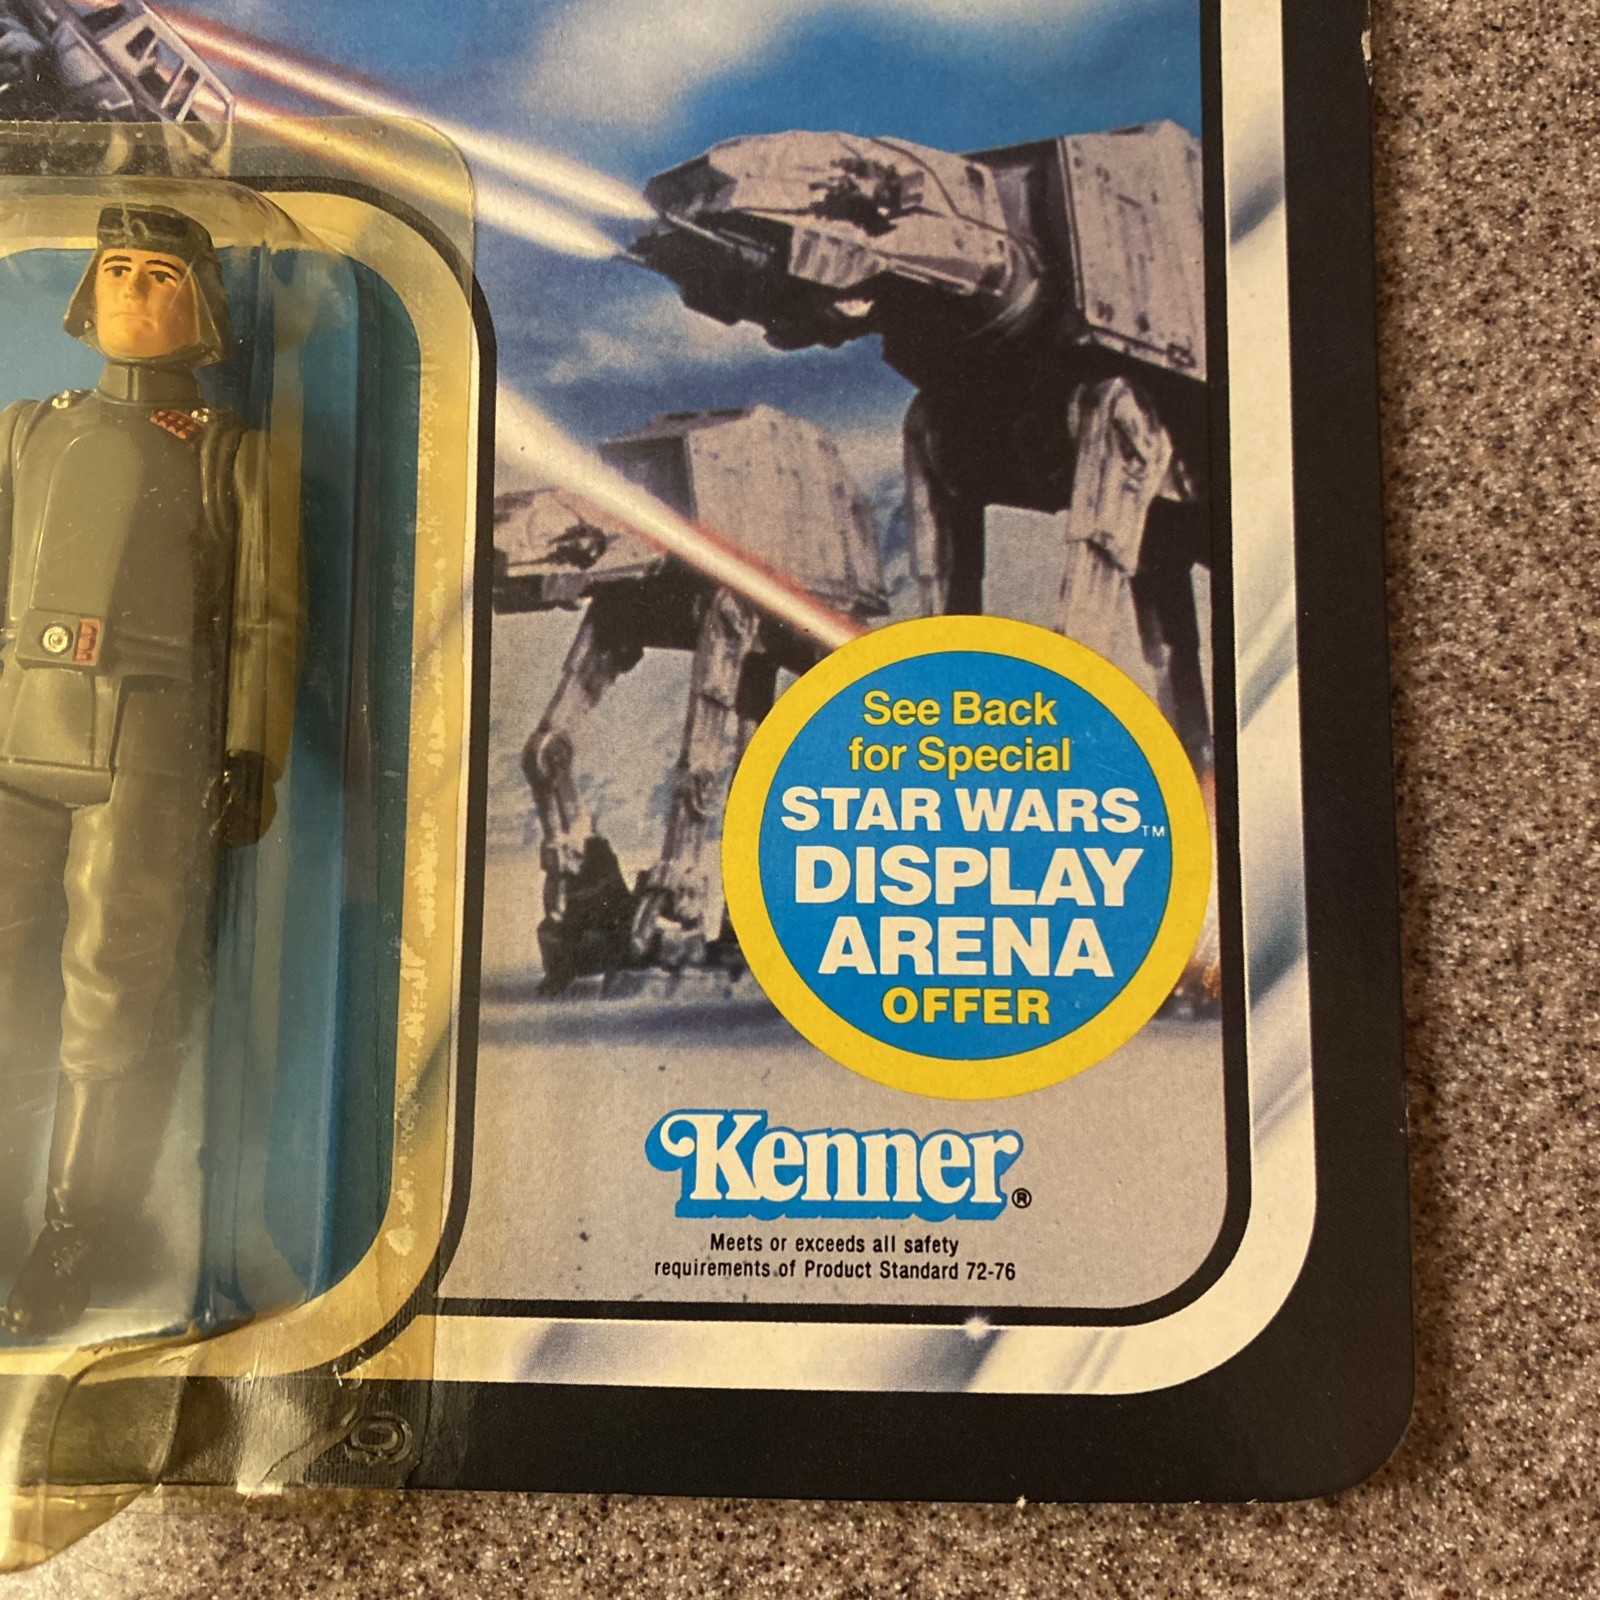 See Back
for Special
STAR WARS™
DISPLAY
ARENA
OFFER
Kenner®
Meets or exceeds all safety
requirements of Product Standard 72-76